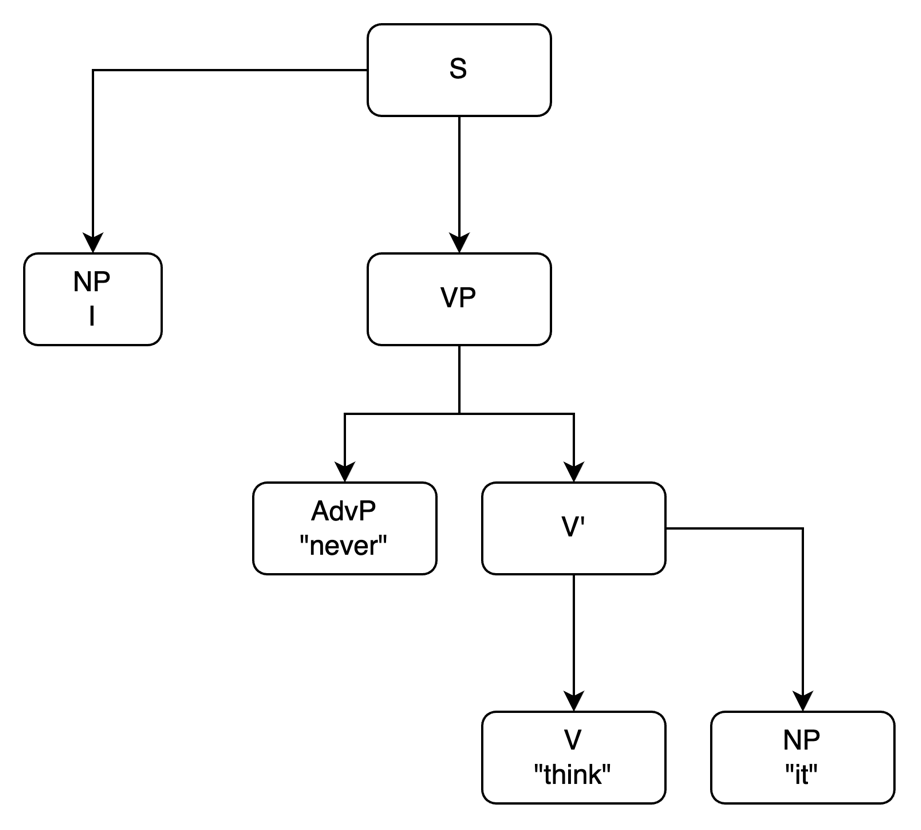 S
NP
I
VP
AdvP
"never"
V'
V
"think"
NP
"it"